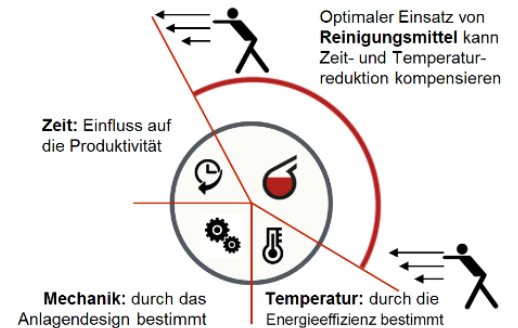 Optimaler Einsatz von
Reinigungsmittel kann
Zeit- und Temperatur-
reduktion kompensieren
Zeit: Einfluss auf
die Produktivität
Mechanik: durch das
Anlagendesign bestimmt
Temperatur: durch die
Energieeffizienz bestimmt